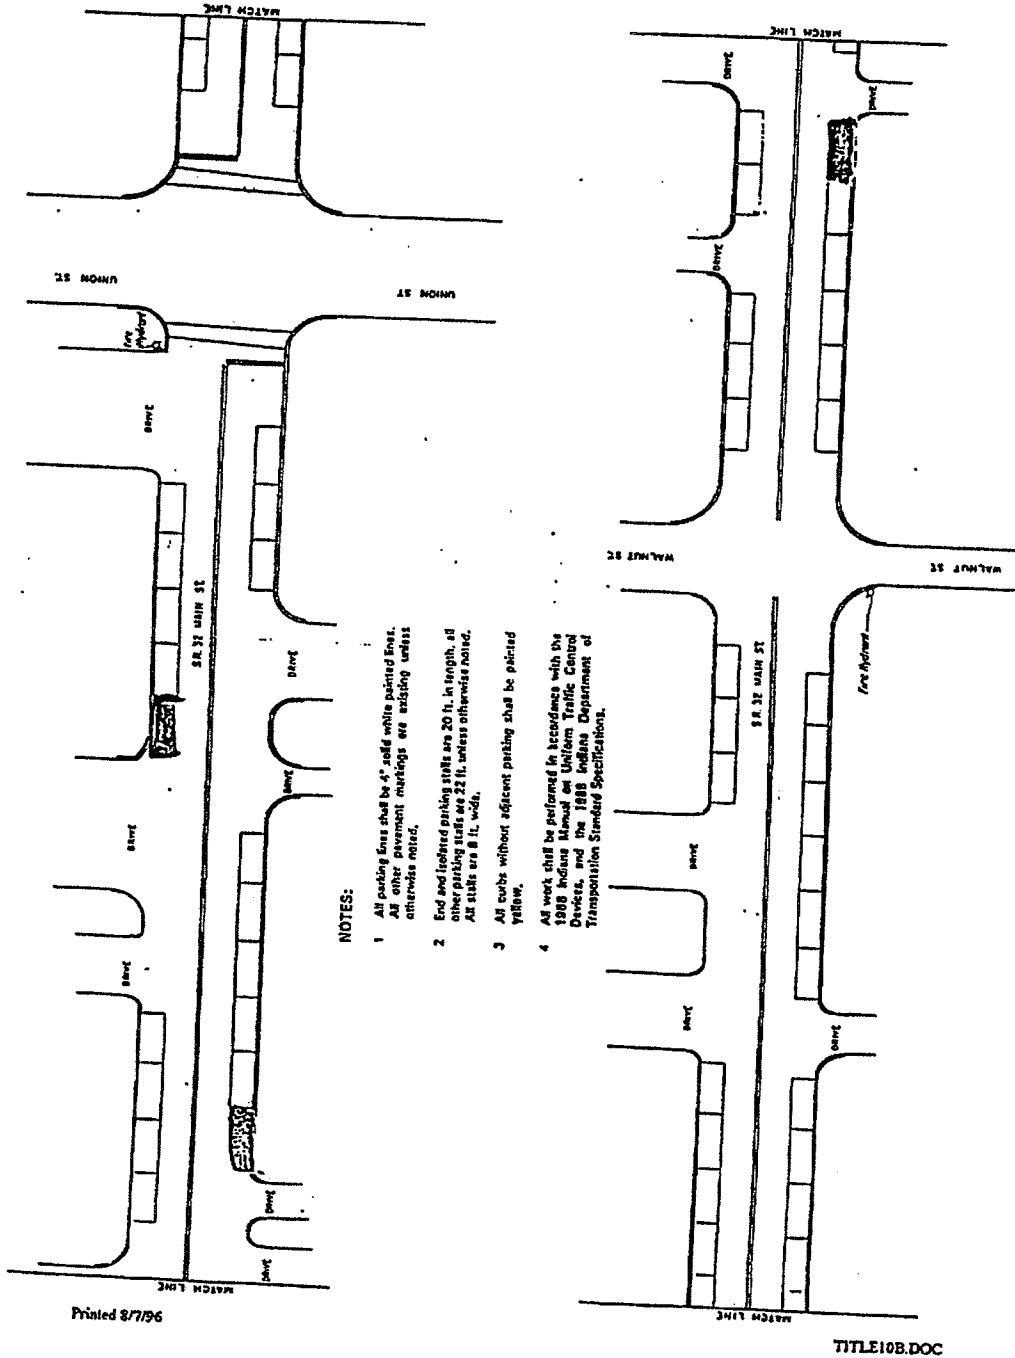 MATCH LINE
UNION ST.
UNION ST
Fire Hydrant
DRIVE
S.R. 32 MAIN ST.
DRIVE
DRIVE
DRIVE
DRIVE
DRIVE
DRIVE
MATCH LINE
Printed 8/7/96
NOTES:
1 All parking lines shall be 4" solid white painted lines.
All other pavement markings are existing unless
otherwise noted.
2 End and isolated parking stalls are 20 ft. in length, all
other parking stalls are 22 ft. unless otherwise noted.
All stalls are 8 ft. wide.
3 All curbs without adjacent parking shall be painted
yellow.
4 All work shall be performed in accordance with the
1988 Indiana Manual on Uniform Traffic Control
Devices, and the 1988 Indiana Department of
Transportation Standard Specifications.
MATCH LINE
DRIVE
DRIVE
DRIVE
WALNUT ST.
WALNUT ST
Fire Hydrant
S.R. 32 MAIN ST
DRIVE
DRIVE
DRIVE
MATCH LINE
TITLE10B.DOC